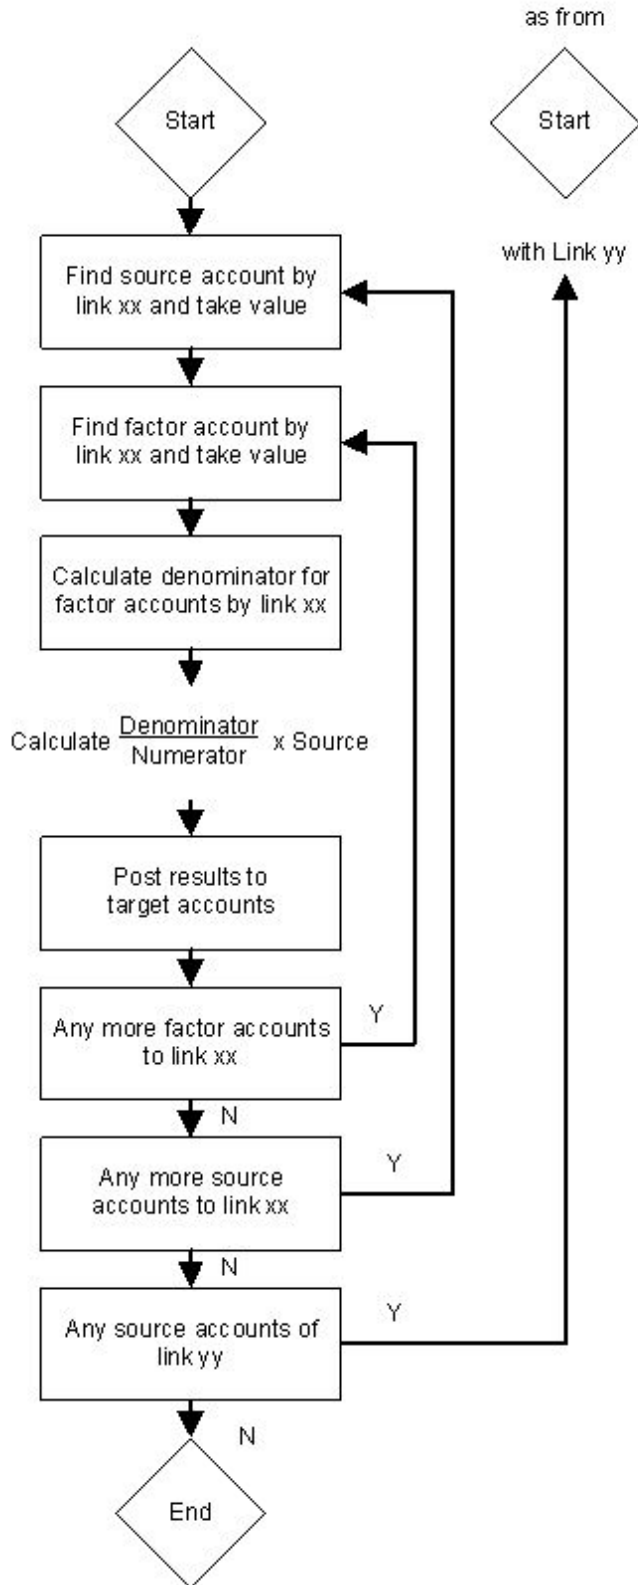 as from
Start
Start
with Link yy
Find source account by
link xx and take value
Find factor account by
link xx and take value
Calculate denominator for
factor accounts by link xx
Calculate Denominator x Source
Numerator
Post results to
target accounts
Any more factor accounts
to link xx
Y
N
Any more source
accounts to link xx
Y
N
Any source accounts of
link yy
Y
N
End